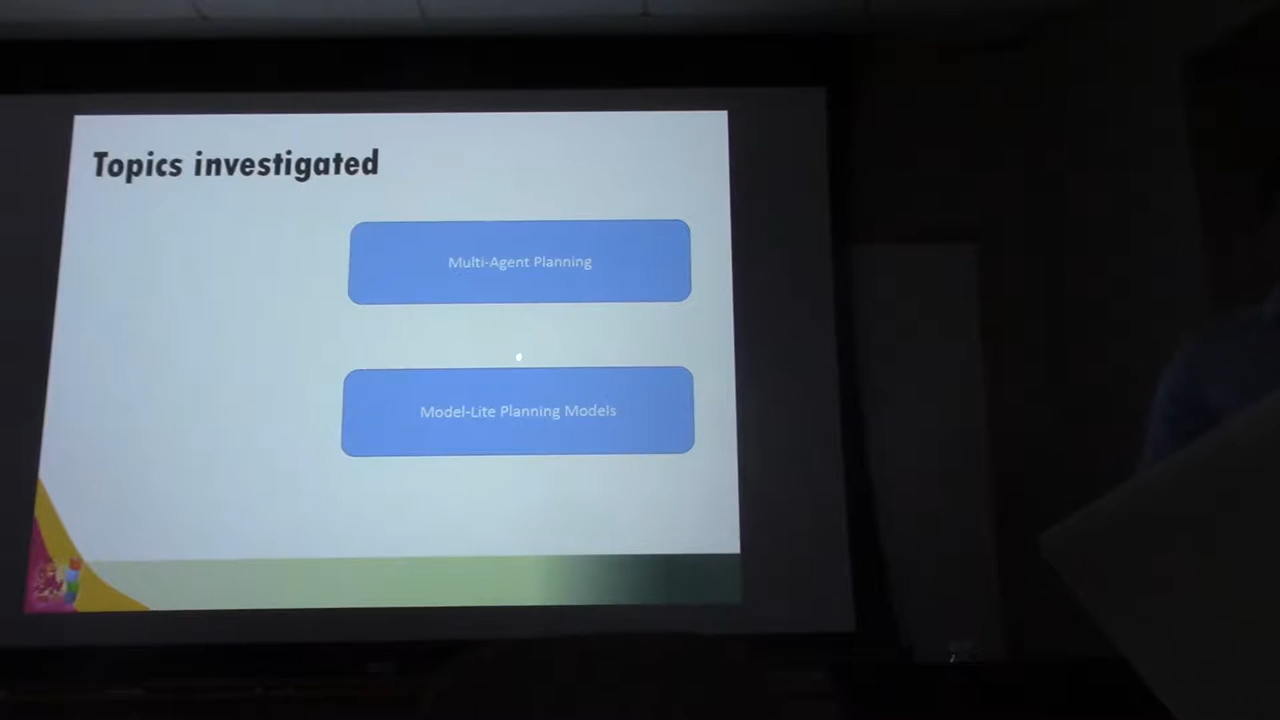 Topics investigated
Multi-Agent Planning
Model-Lite Planning Models